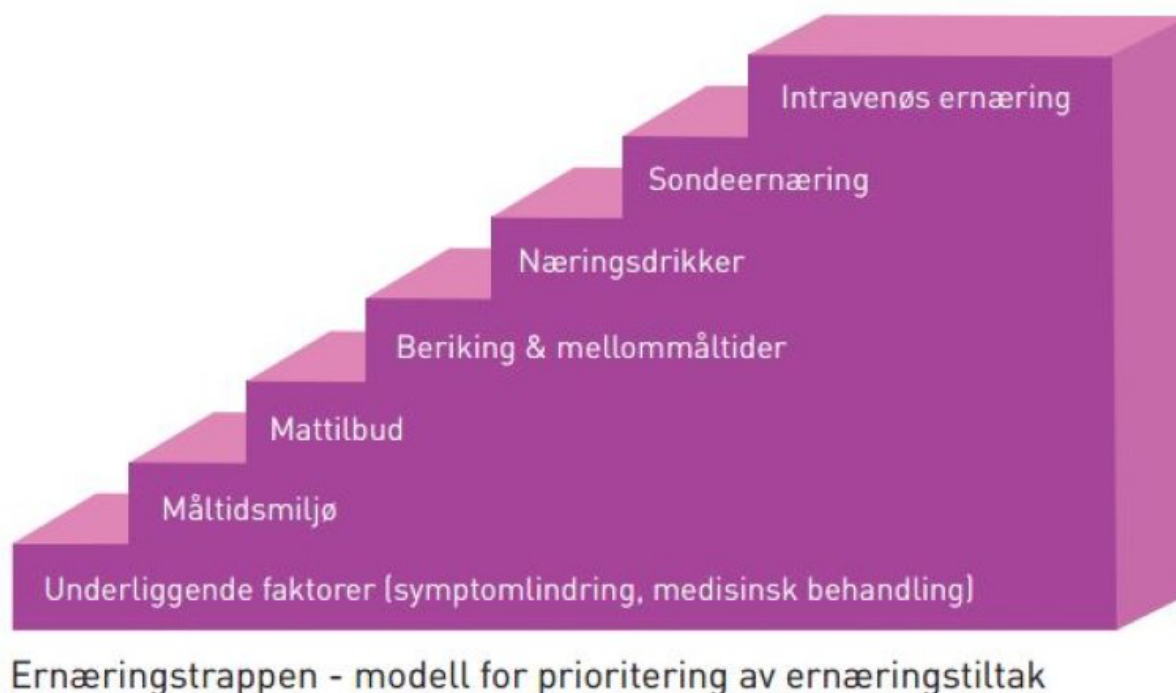 Intravenøs ernæring
Sondeernæring
Næringsdrikker
Beriking & mellommåltider
Mattilbud
Måltidsmiljø
Underliggende faktorer (symptomlindring, medisinsk behandling)
Ernæringstrappen - modell for prioritering av ernæringstiltak